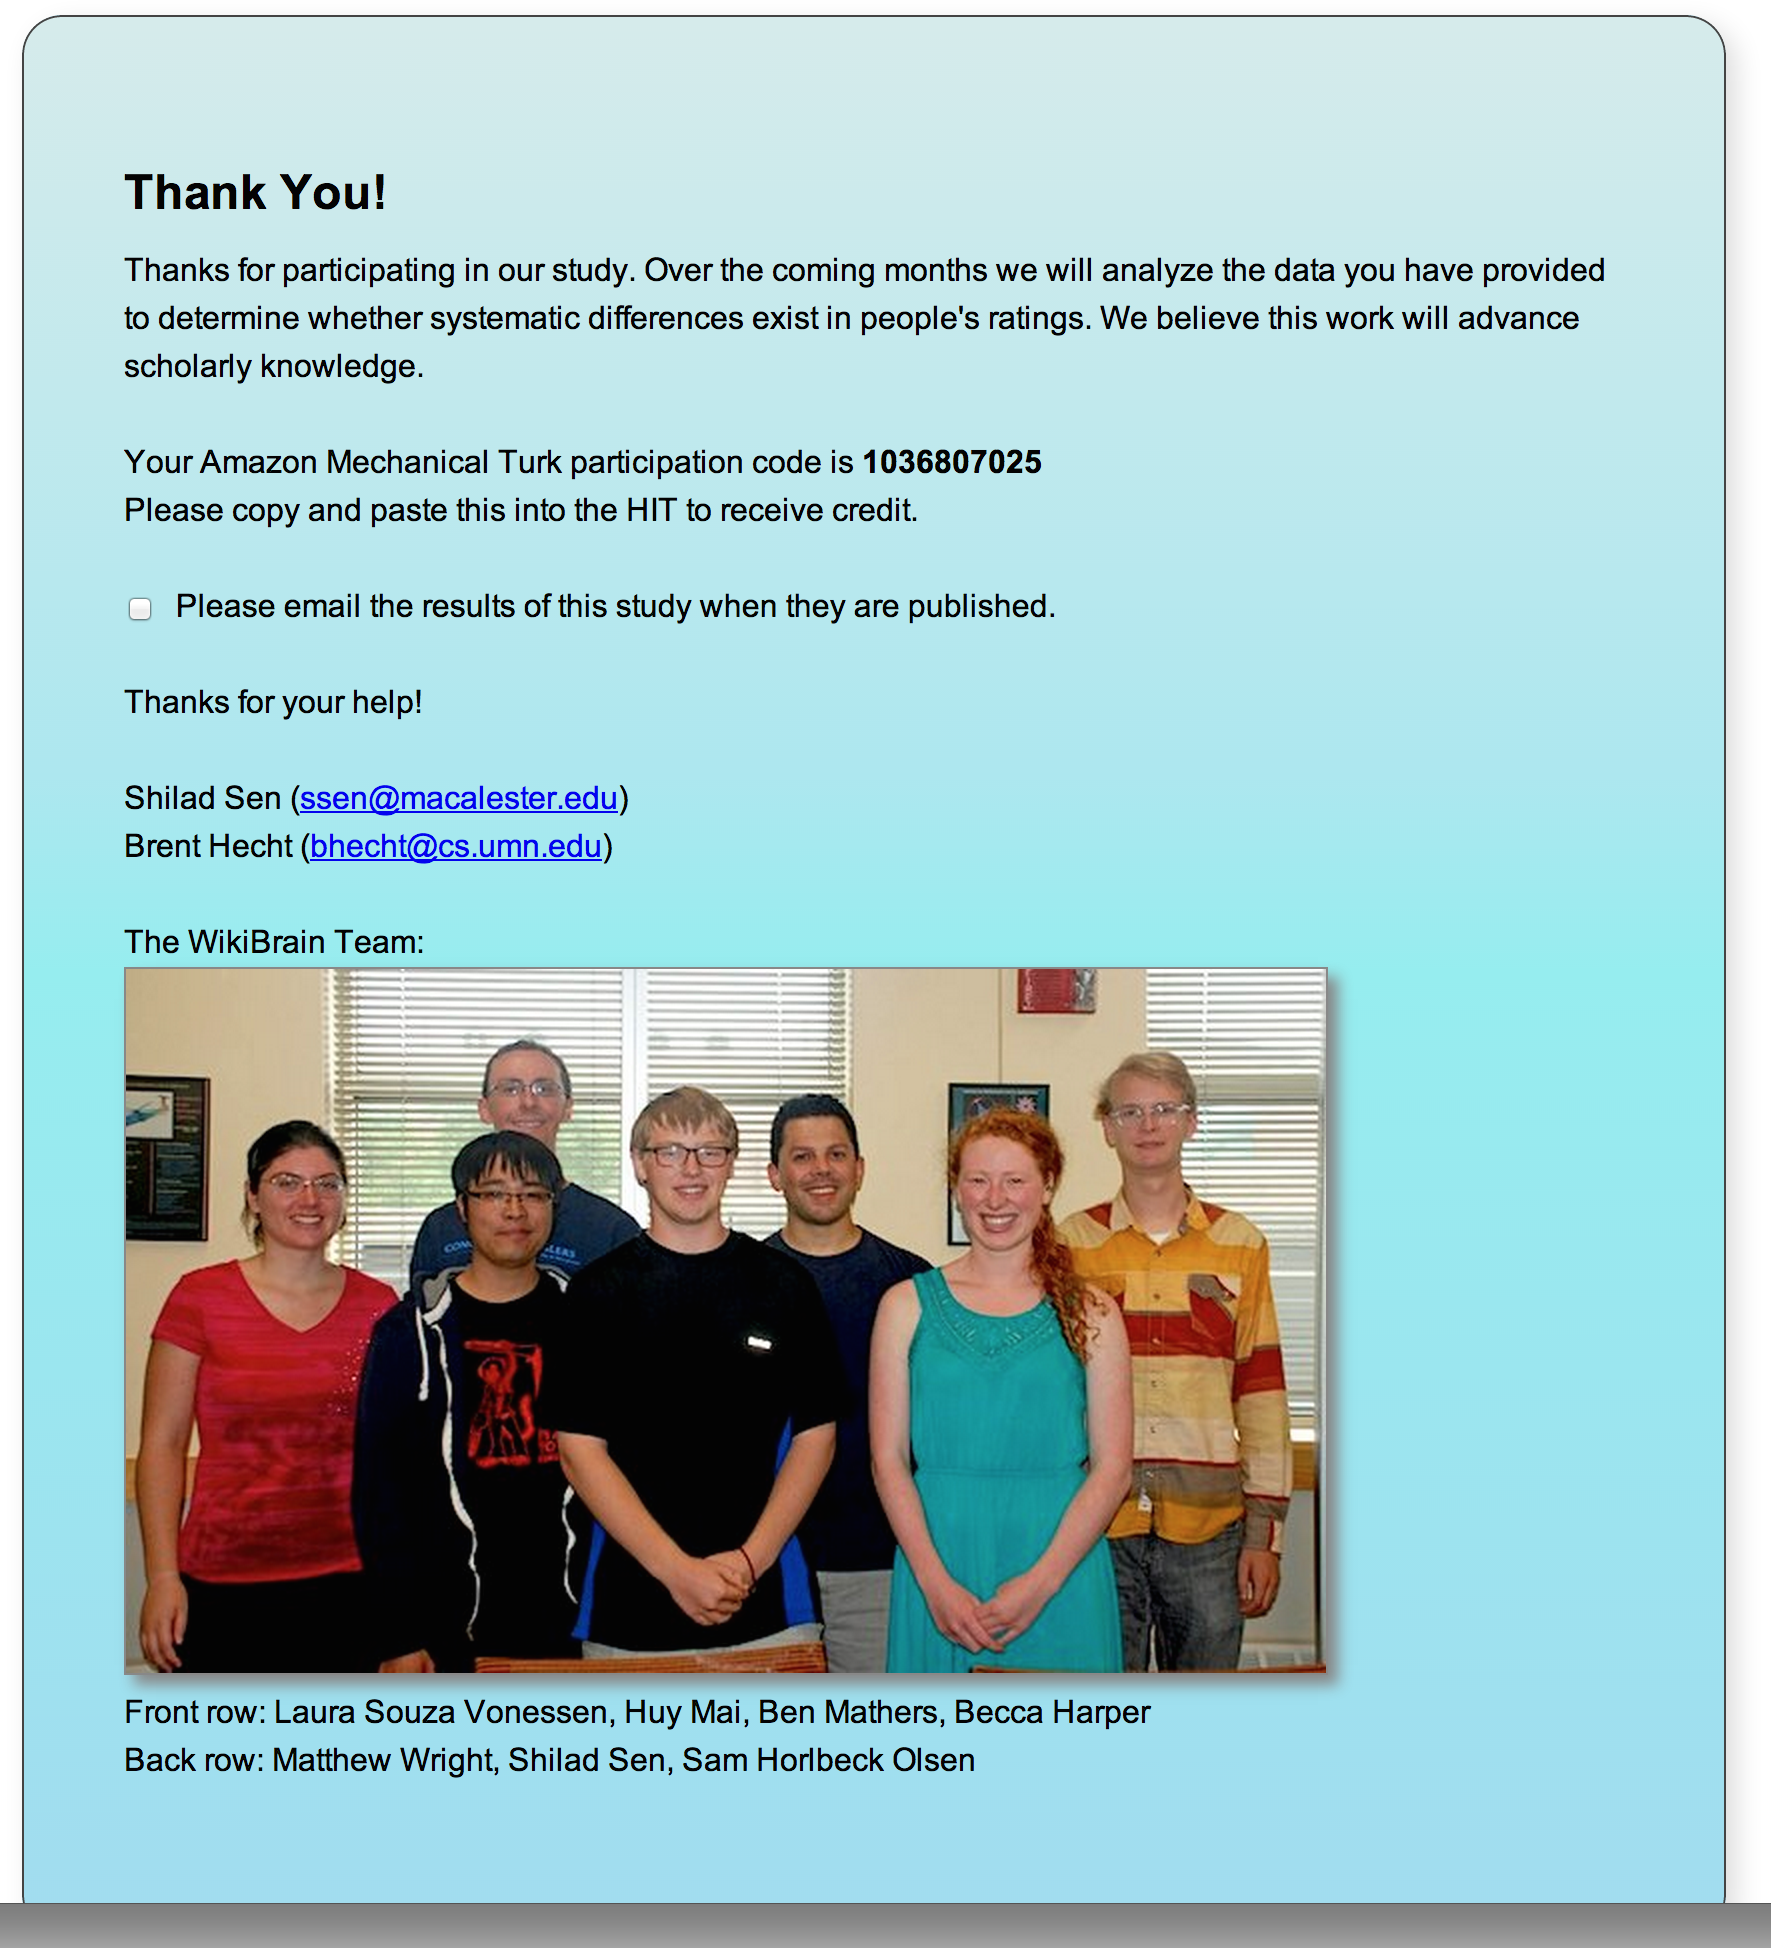 Thank You!
Thanks for participating in our study. Over the coming months we will analyze the data you have provided
to determine whether systematic differences exist in people's ratings. We believe this work will advance
scholarly knowledge.
Your Amazon Mechanical Turk participation code is 1036807025
Please copy and paste this into the HIT to receive credit.
Please email the results of this study when they are published.
Thanks for your help!
Shilad Sen (ssen@macalester.edu)
Brent Hecht (bhecht@cs.umn.edu)
The WikiBrain Team:
Front row: Laura Souza Vonessen, Huy Mai, Ben Mathers, Becca Harper
Back row: Matthew Wright, Shilad Sen, Sam Horlbeck Olsen